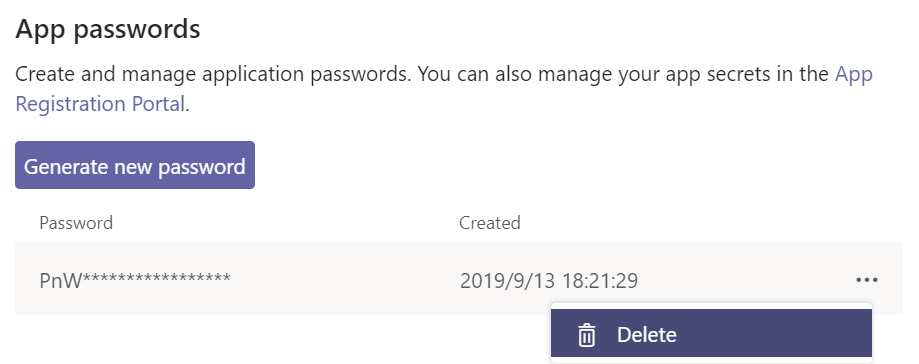 App passwords
Create and manage application passwords. You can also manage your app secrets in the App
Registration Portal.
Generate new password
Password Created
PnW***************** 2019/9/13 18:21:29 ···
Delete